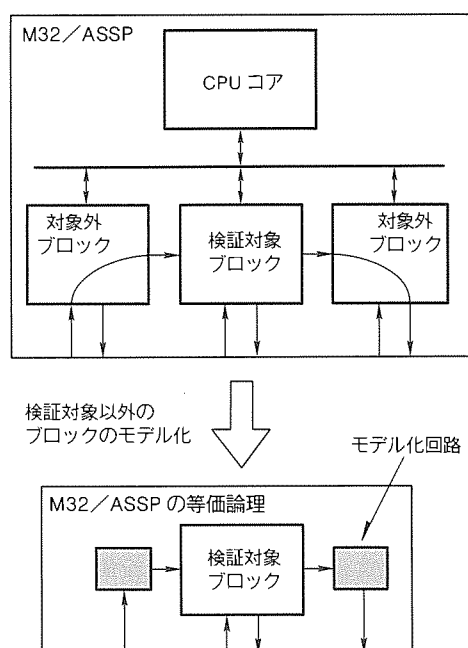 M32／ASSP
CPU コア
対象外
ブロック
検証対象
ブロック
対象外
ブロック
検証対象以外の
ブロックのモデル化
モデル化回路
M32／ASSP の等価論理
検証対象
ブロック